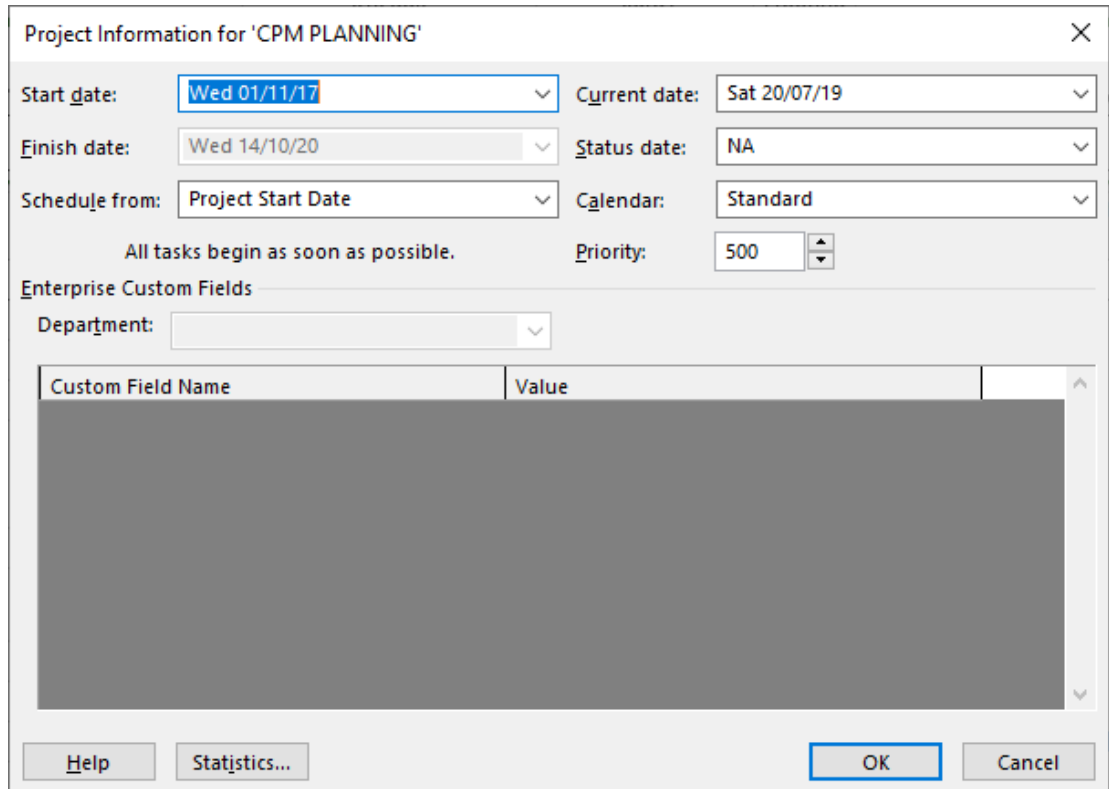 Project Information for 'CPM PLANNING'
Start date: Wed 01/11/17 Current date: Sat 20/07/19
Finish date: Wed 14/10/20 Status date: NA
Schedule from: Project Start Date Calendar: Standard
All tasks begin as soon as possible. Priority: 500
Enterprise Custom Fields
Department:
Custom Field Name Value
Help Statistics... OK Cancel